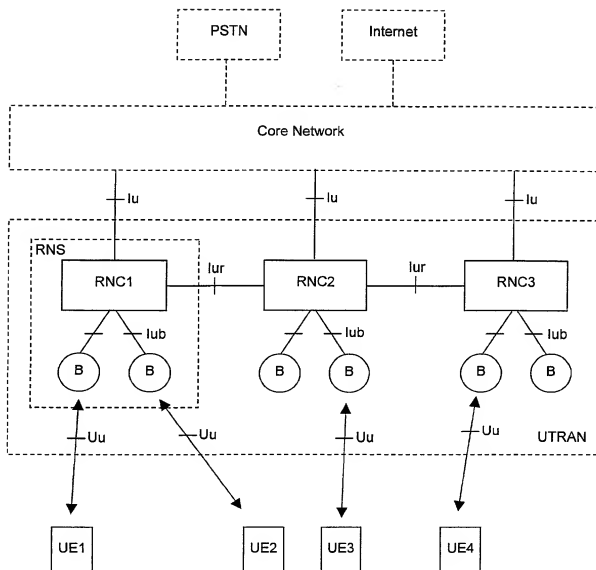 PSTN
Internet
Core Network
Iu
Iu
Iu
RNS
RNC1
Iur
RNC2
Iur
RNC3
Iub
Iub
Iub
B
B
B
B
B
B
Uu
Uu
Uu
Uu
UTRAN
UE1
UE2
UE3
UE4